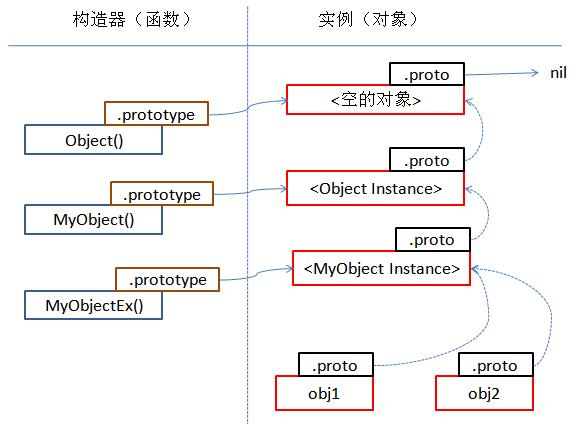 构造器（函数）
实例（对象）
.proto
nil
<空的对象>
.prototype
Object()
.proto
.prototype
<Object Instance>
MyObject()
.proto
.prototype
<MyObject Instance>
MyObjectEx()
.proto
.proto
obj1
obj2